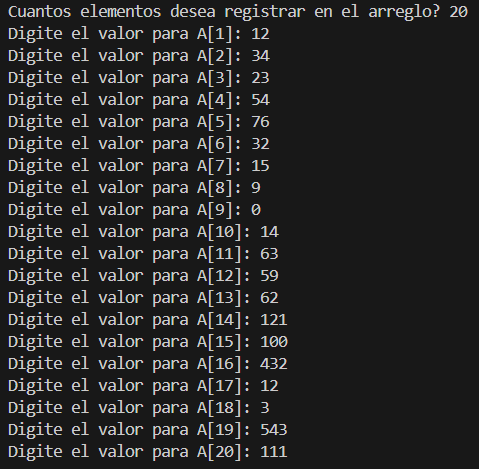 Cuantos elementos desea registrar en el arreglo? 20
Digite el valor para A[1]: 12
Digite el valor para A[2]: 34
Digite el valor para A[3]: 23
Digite el valor para A[4]: 54
Digite el valor para A[5]: 76
Digite el valor para A[6]: 32
Digite el valor para A[7]: 15
Digite el valor para A[8]: 9
Digite el valor para A[9]: 0
Digite el valor para A[10]: 14
Digite el valor para A[11]: 63
Digite el valor para A[12]: 59
Digite el valor para A[13]: 62
Digite el valor para A[14]: 121
Digite el valor para A[15]: 100
Digite el valor para A[16]: 432
Digite el valor para A[17]: 12
Digite el valor para A[18]: 3
Digite el valor para A[19]: 543
Digite el valor para A[20]: 111